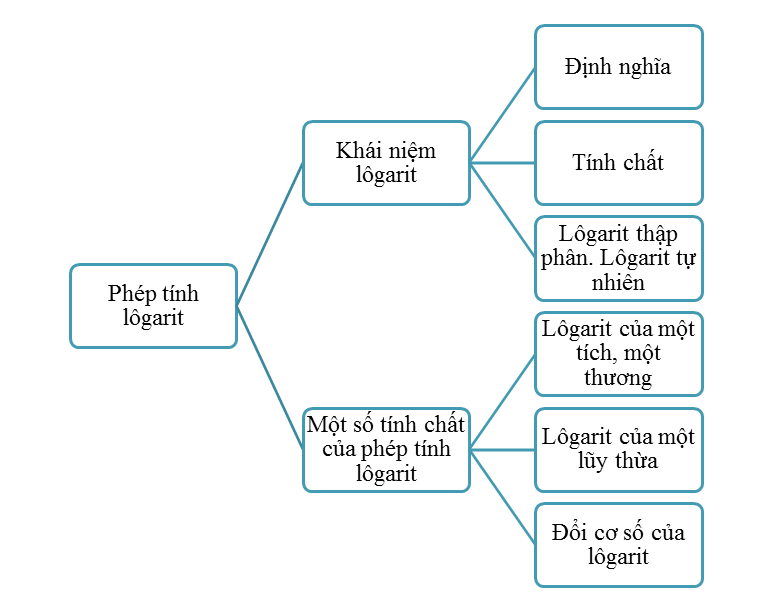 Phép tính
lôgarit
Khái niệm
lôgarit
Định nghĩa
Tính chất
Lôgarit thập
phân. Lôgarit tự
nhiên
Một số tính chất
của phép tính
lôgarit
Lôgarit của một
tích, một
thương
Lôgarit của một
lũy thừa
Đổi cơ số của
lôgarit